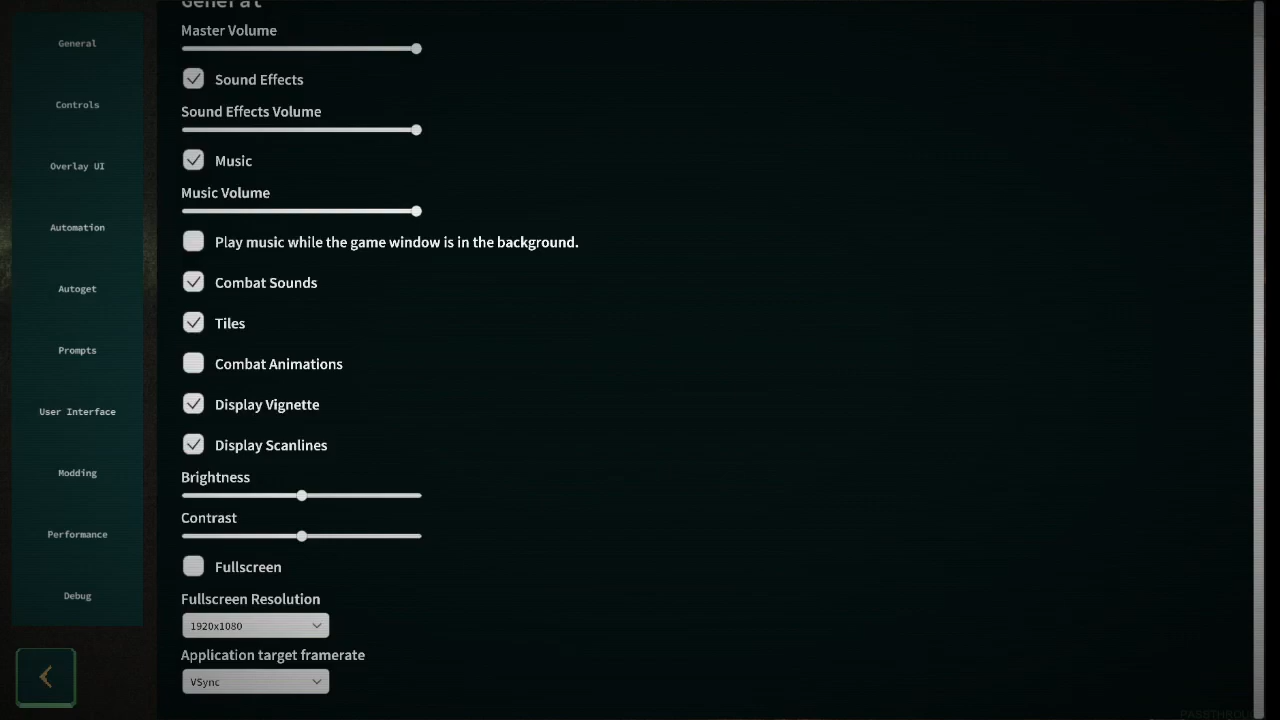 General
General
Controls
Overlay UI
Automation
Autoget
Prompts
User Interface
Modding
Performance
Debug
Master Volume
Sound Effects
Sound Effects Volume
Music
Music Volume
Play music while the game window is in the background.
Combat Sounds
Tiles
Combat Animations
Display Vignette
Display Scanlines
Brightness
Contrast
Fullscreen
Fullscreen Resolution
1920x1080
Application target framerate
VSync